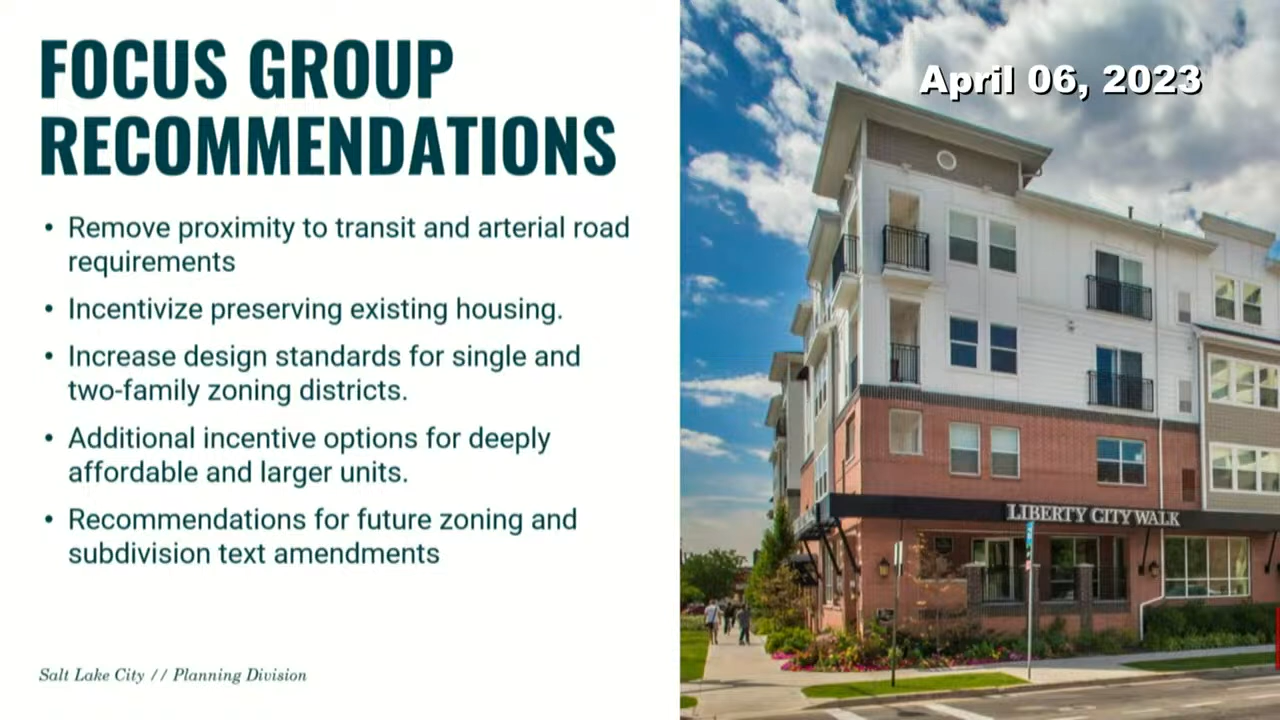 FOCUS GROUP
RECOMMENDATIONS
• Remove proximity to transit and arterial road
requirements
• Incentivize preserving existing housing.
• Increase design standards for single and
two-family zoning districts.
• Additional incentive options for deeply
affordable and larger units.
• Recommendations for future zoning and
subdivision text amendments
Salt Lake City // Planning Division
April 06, 2023
LIBERTY CITY WALK